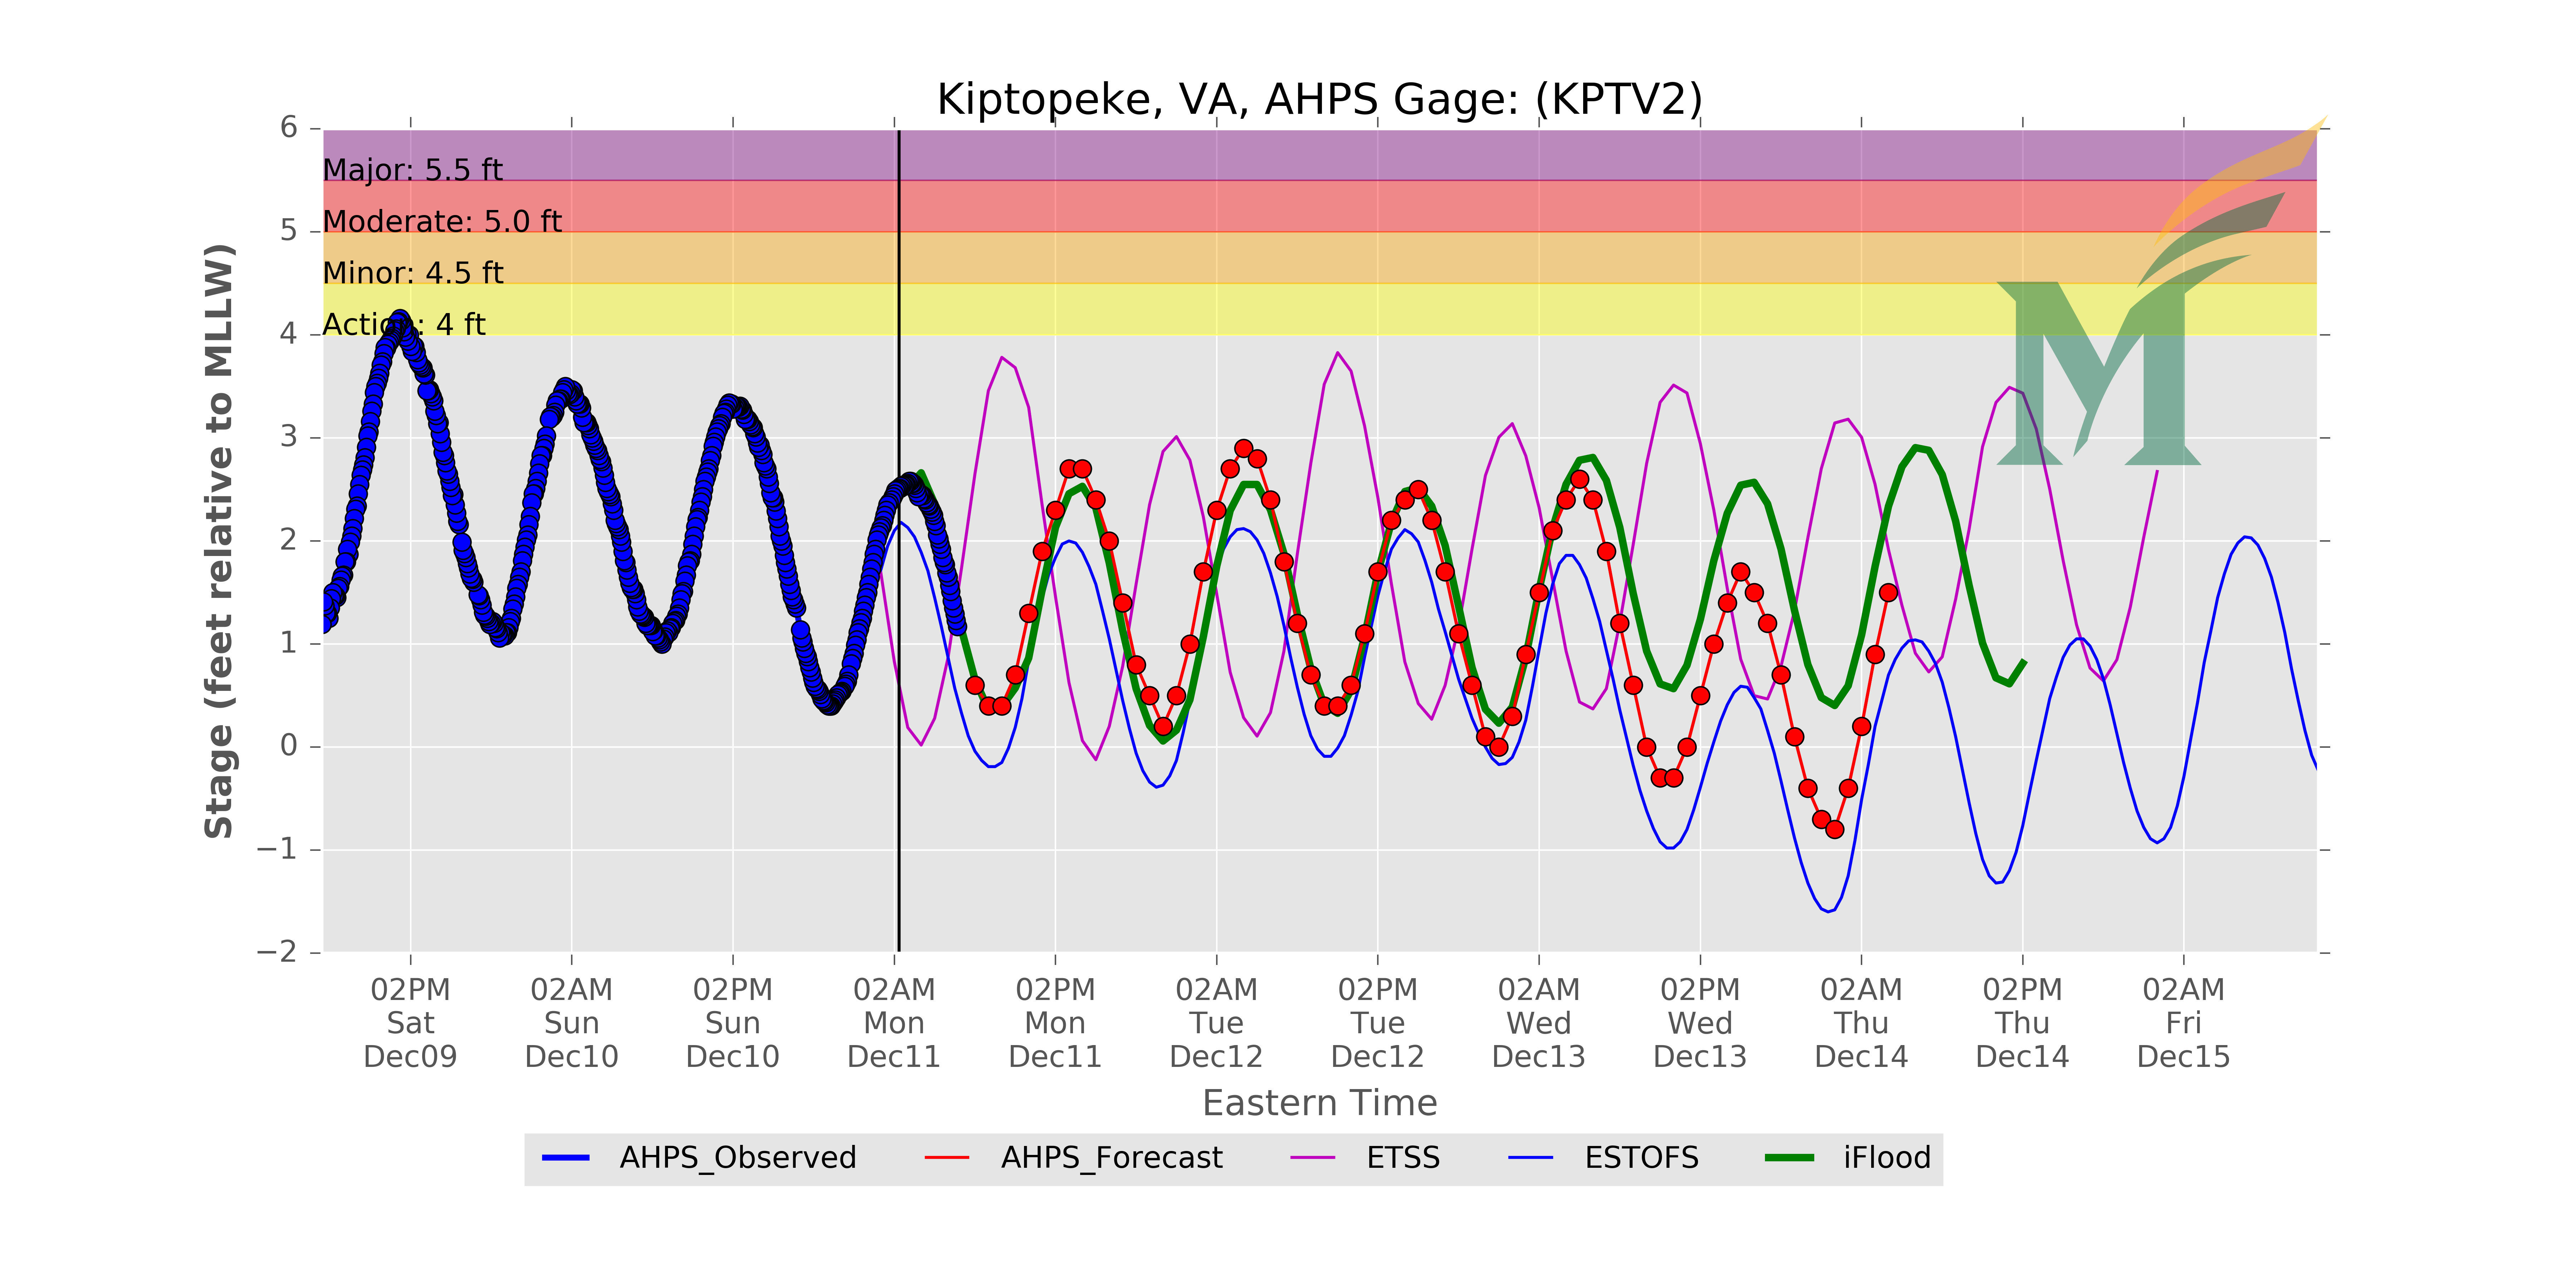 Kiptopeke, VA, AHPS Gage: (KPTV2)
Stage (feet relative to MLLW)
6
5
4
3
2
1
0
−1
−2
Major: 5.5 ft
Moderate: 5.0 ft
Minor: 4.5 ft
Action: 4 ft
M
02PM
Sat
Dec09
02AM
Sun
Dec10
02PM
Sun
Dec10
02AM
Mon
Dec11
02PM
Mon
Dec11
02AM
Tue
Dec12
02PM
Tue
Dec12
02AM
Wed
Dec13
02PM
Wed
Dec13
02AM
Thu
Dec14
02PM
Thu
Dec14
02AM
Fri
Dec15
Eastern Time
AHPS_Observed
AHPS_Forecast
ETSS
ESTOFS
iFlood